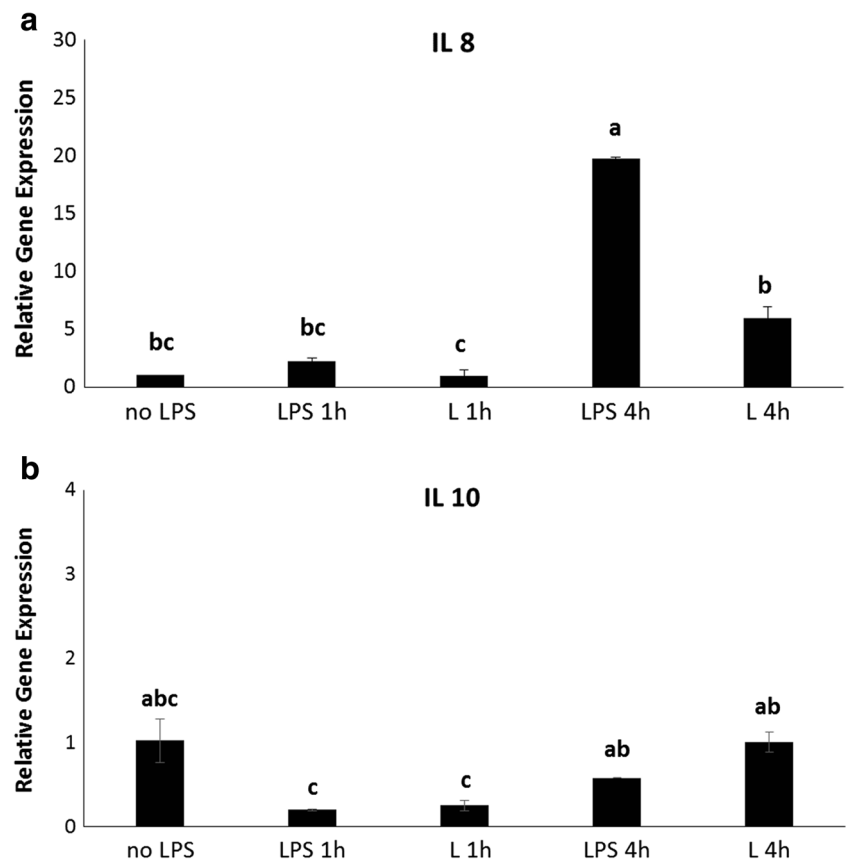 a
IL 8
Relative Gene Expression
30
25
20
15
10
5
0
bc
bc
c
a
b
no LPS LPS 1h L 1h LPS 4h L 4h
b
IL 10
Relative Gene Expression
4
3
2
1
0
abc
c
c
ab
ab
no LPS LPS 1h L 1h LPS 4h L 4h